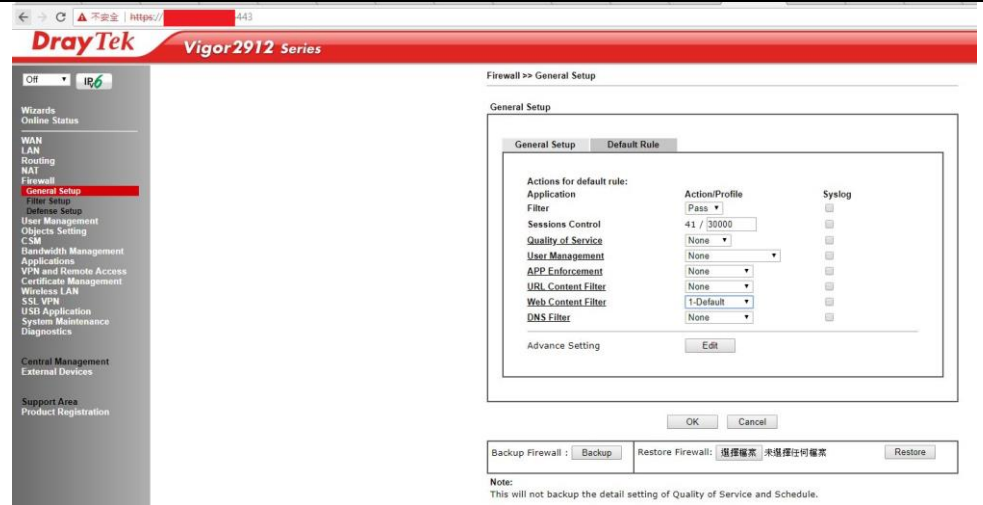 不安全 | https://
443
DrayTek
Vigor2912 Series
Off
IPv6
Wizards
Online Status
WAN
LAN
Routing
NAT
Firewall
General Setup
Filter Setup
Defense Setup
User Management
Objects Setting
CSM
Bandwidth Management
Applications
VPN and Remote Access
Certificate Management
Wireless LAN
SSL VPN
USB Application
System Maintenance
Diagnostics
Central Management
External Devices
Support Area
Product Registration
Firewall >> General Setup
General Setup
General Setup Default Rule
Actions for default rule:
Application Action/Profile Syslog
Filter Pass
Sessions Control 41 / 30000
Quality of Service None
User Management None
APP Enforcement None
URL Content Filter None
Web Content Filter 1-Default
DNS Filter None
Advance Setting Edit
OK Cancel
Backup Firewall : Backup Restore Firewall: 選擇檔案 未選擇任何檔案 Restore
Note:
This will not backup the detail setting of Quality of Service and Schedule.